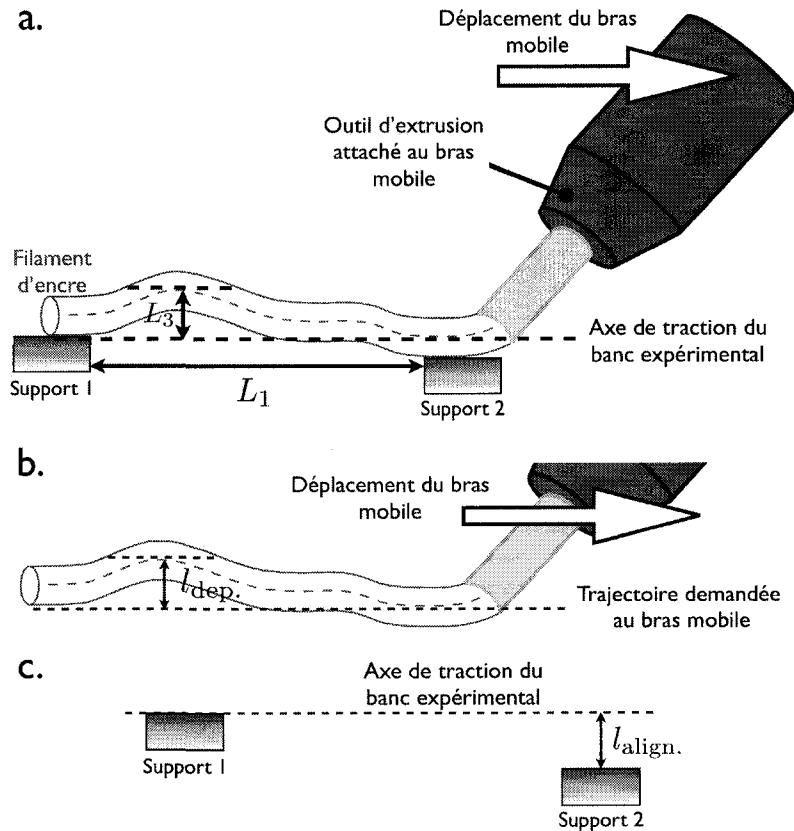 a.
Déplacement du bras
mobile
Outil d'extrusion
attaché au bras
mobile
Filament
d'encre
L3
Axe de traction du
banc expérimental
Support 1
L1
Support 2
b.
Déplacement du bras
mobile
ldep.
Trajectoire demandée
au bras mobile
c.
Axe de traction du
banc expérimental
lalign.
Support 1
Support 2